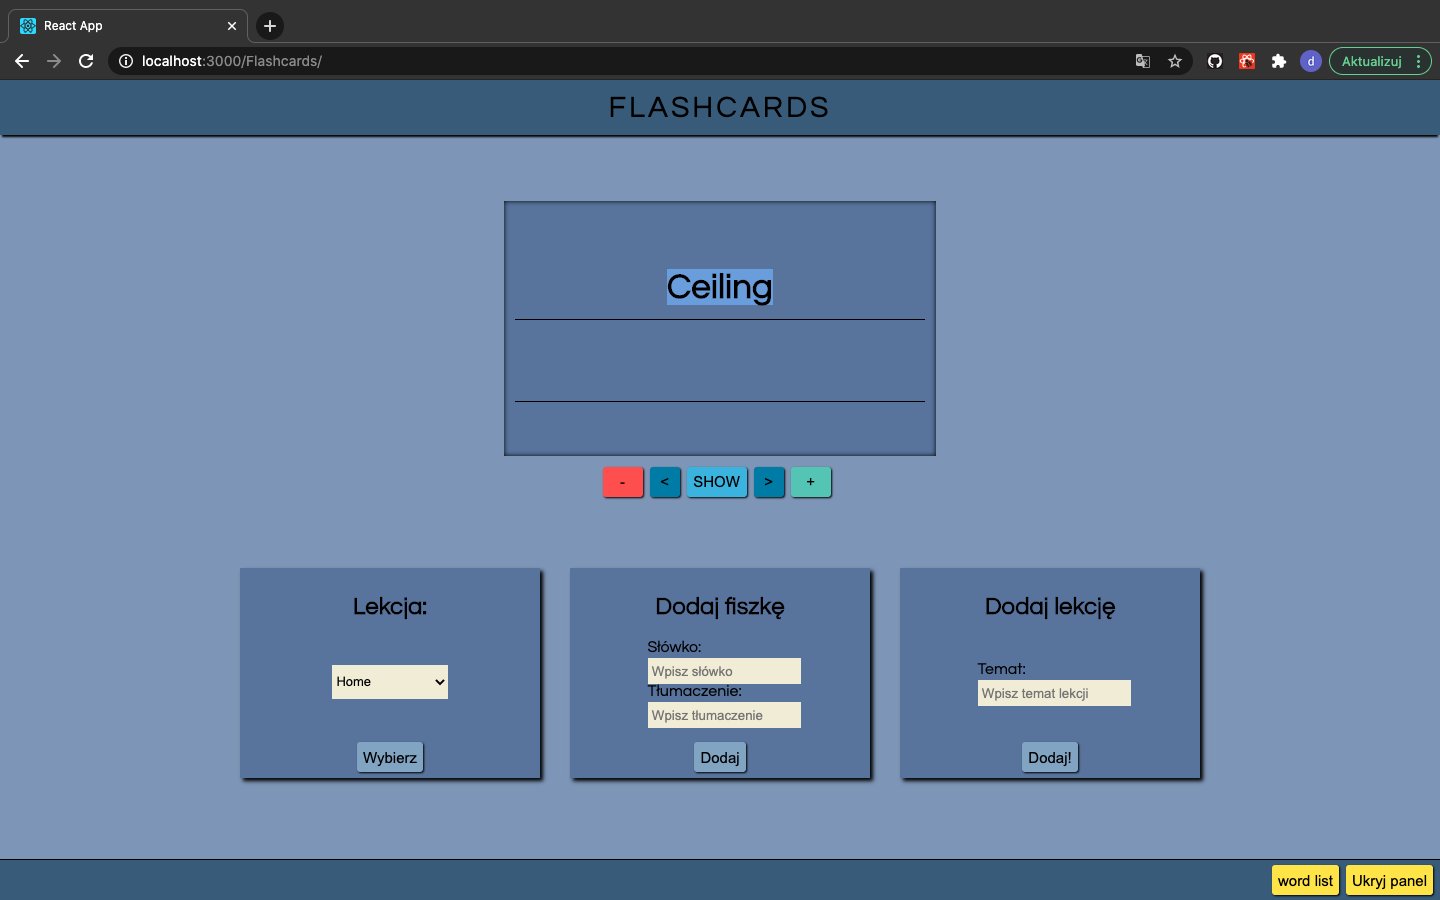 React App
localhost:3000/Flashcards/
d
Aktualizuj
FLASHCARDS
Ceiling
- < SHOW > +
Lekcja:
Home
Wybierz
Dodaj fiszkę
Słówko:
Wpisz słówko
Tłumaczenie:
Wpisz tłumaczenie
Dodaj
Dodaj lekcję
Temat:
Wpisz temat lekcji
Dodaj!
word list Ukryj panel